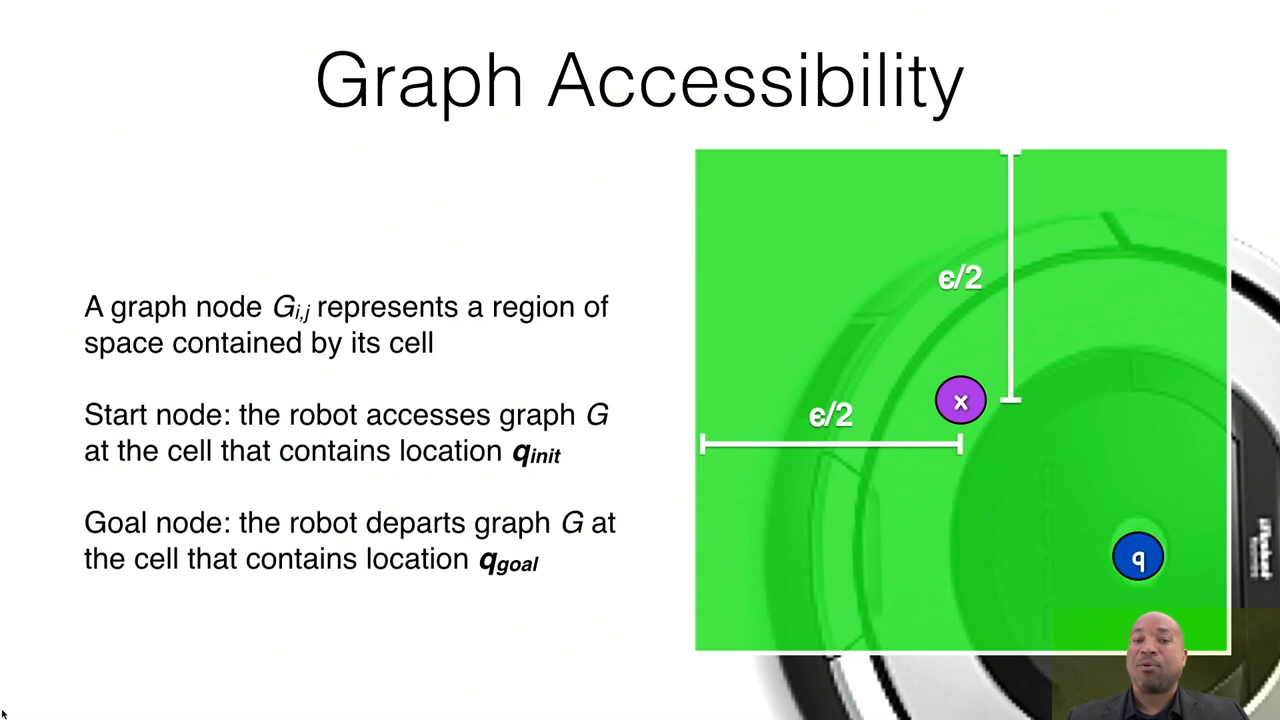 Graph Accessibility
A graph node Gi,j represents a region of
space contained by its cell
Start node: the robot accesses graph G
at the cell that contains location qinit
Goal node: the robot departs graph G at
the cell that contains location qgoal
ϵ/2
x
ϵ/2
q